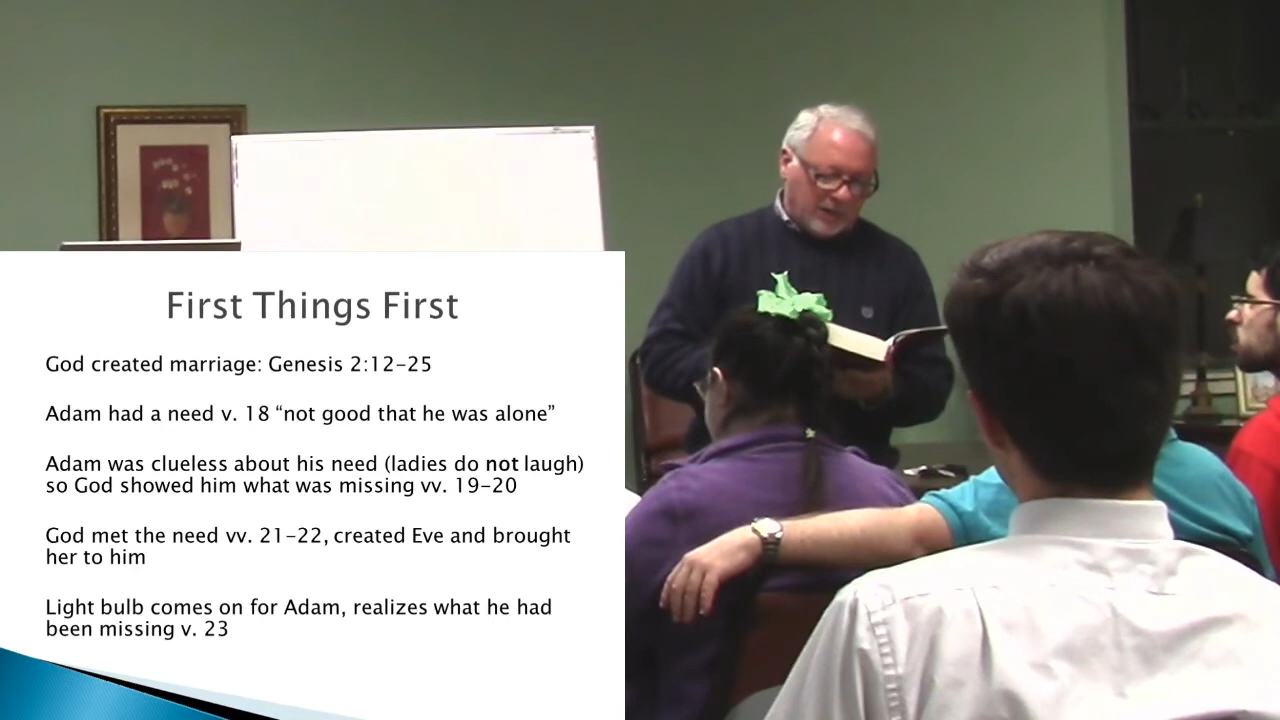 First Things First
God created marriage: Genesis 2:12-25
Adam had a need v. 18 “not good that he was alone”
Adam was clueless about his need (ladies do not laugh)
so God showed him what was missing vv. 19-20
God met the need vv. 21-22, created Eve and brought
her to him
Light bulb comes on for Adam, realizes what he had
been missing v. 23